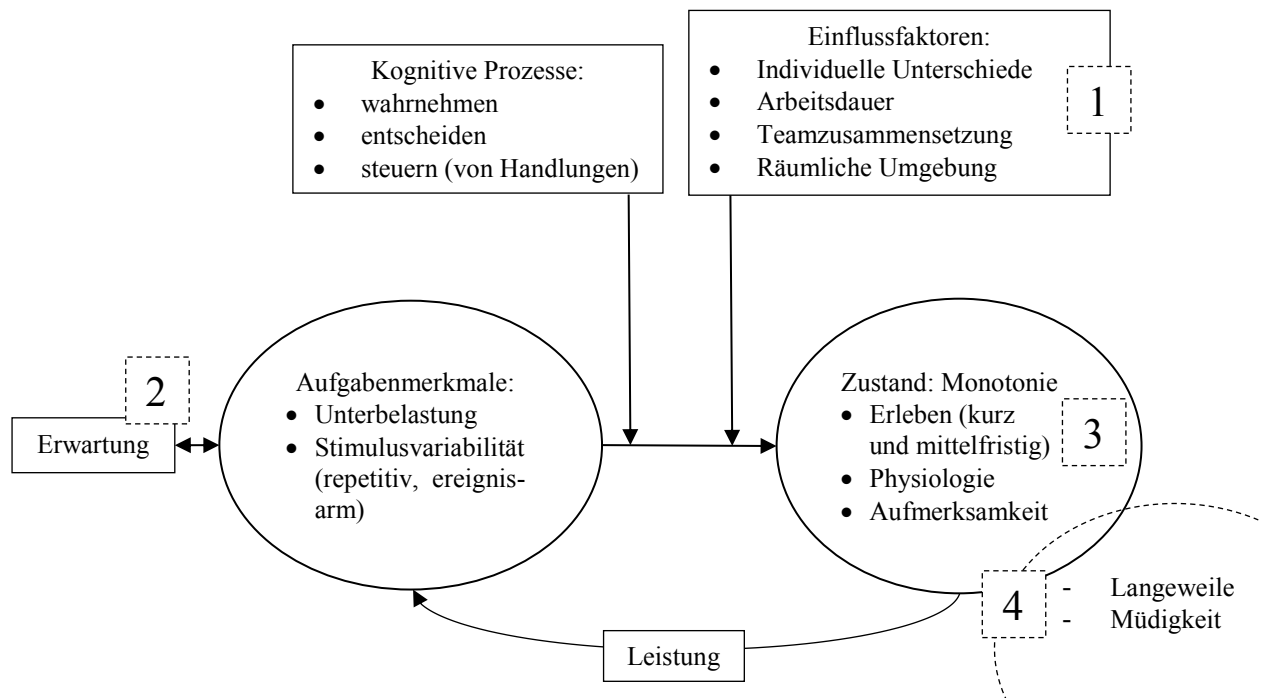 Kognitive Prozesse:
• wahrnehmen
• entscheiden
• steuern (von Handlungen)
Einflussfaktoren:
• Individuelle Unterschiede
• Arbeitsdauer
• Teamzusammensetzung
• Räumliche Umgebung
1
2
Erwartung
Aufgabenmerkmale:
• Unterbelastung
• Stimulusvariabilität
(repetitiv, ereignis-
arm)
Zustand: Monotonie
• Erleben (kurz
und mittelfristig)
• Physiologie
• Aufmerksamkeit
3
4
- Langeweile
- Müdigkeit
Leistung